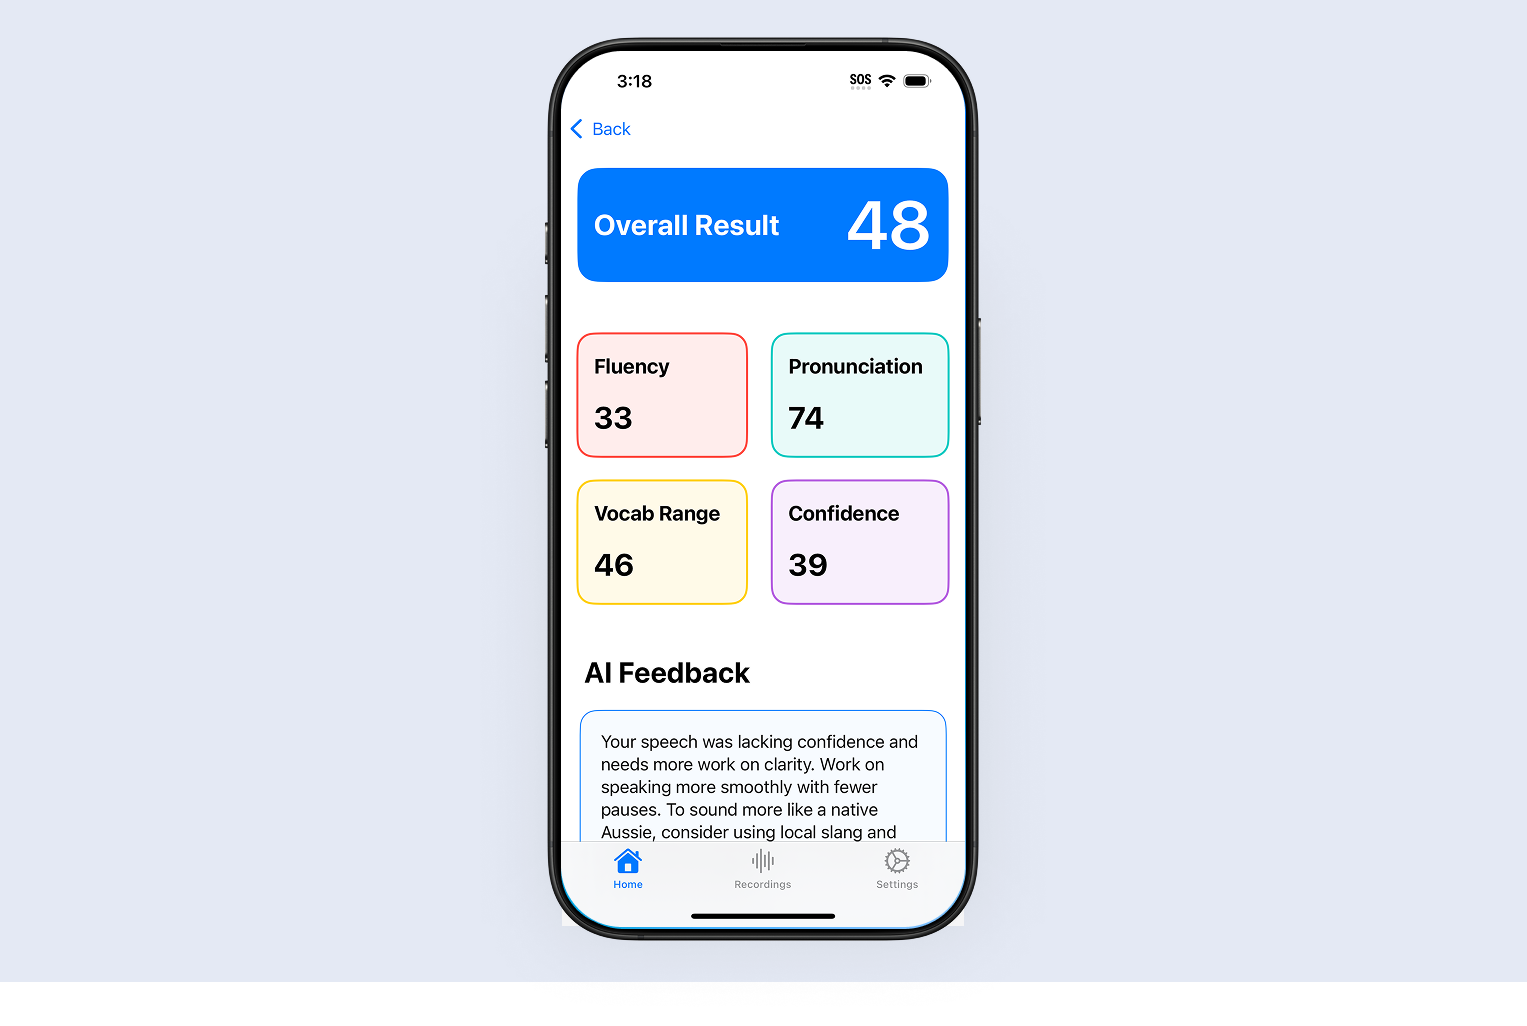 3:18
SOS
Back
Overall Result 48
Fluency
33
Pronunciation
74
Vocab Range
46
Confidence
39
AI Feedback
Your speech was lacking confidence and
needs more work on clarity. Work on
speaking more smoothly with fewer
pauses. To sound more like a native
Aussie, consider using local slang and
Home
Recordings
Settings